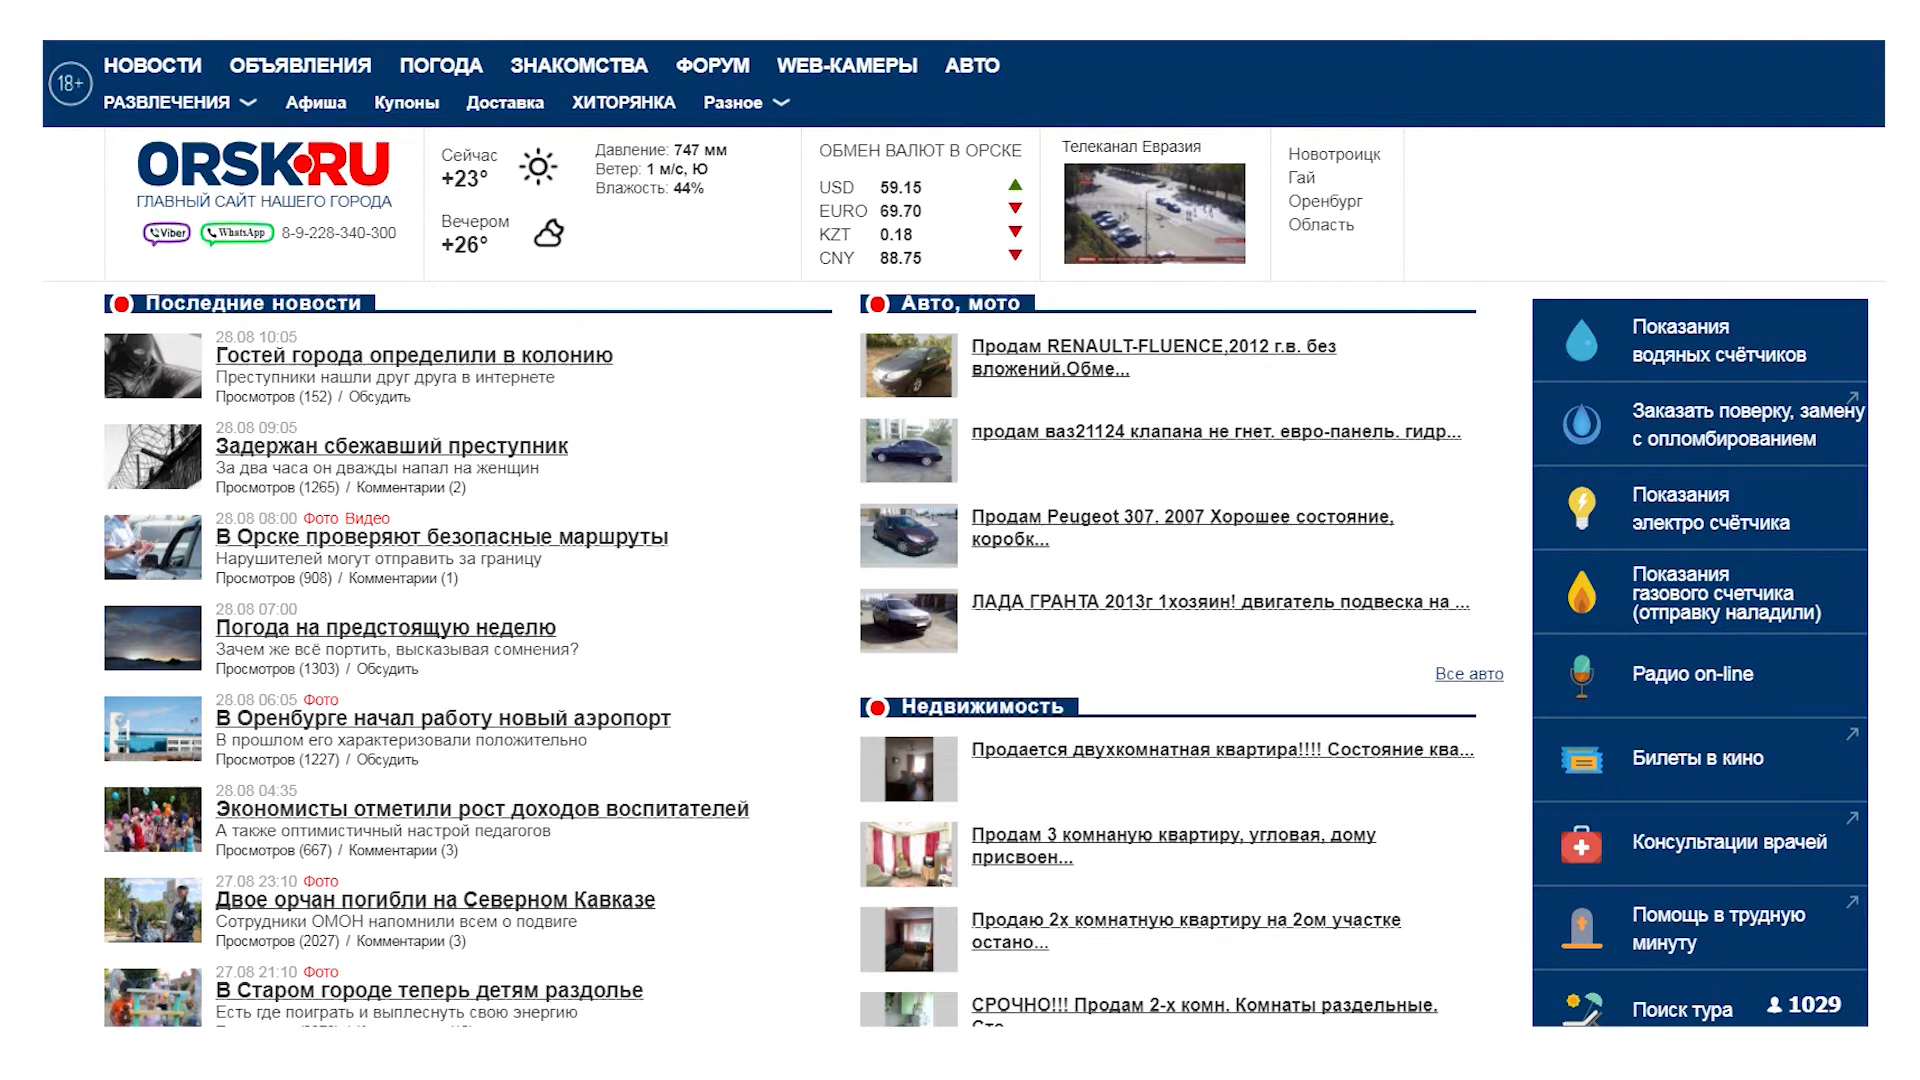 18+
НОВОСТИ ОБЪЯВЛЕНИЯ ПОГОДА ЗНАКОМСТВА ФОРУМ WEB-КАМЕРЫ АВТО
РАЗВЛЕЧЕНИЯ Афиша Купоны Доставка ХИТОРЯНКА Разное
ORSK.RU
ГЛАВНЫЙ САЙТ НАШЕГО ГОРОДА
Viber WhatsApp 8-9-228-340-300
Сейчас
+23°
Вечером
+26°
Давление: 747 мм
Ветер: 1 м/с, Ю
Влажость: 44%
ОБМЕН ВАЛЮТ В ОРСКЕ
USD 59.15
EURO 69.70
KZT 0.18
CNY 88.75
Телеканал Евразия
Новотроицк
Гай
Оренбург
Область
Последние новости
28.08 10:05
Гостей города определили в колонию
Преступники нашли друг друга в интернете
Просмотров (152) / Обсудить
28.08 09:05
Задержан сбежавший преступник
За два часа он дважды напал на женщин
Просмотров (1265) / Комментарии (2)
28.08 08:00 Фото Видео
В Орске проверяют безопасные маршруты
Нарушителей могут отправить за границу
Просмотров (908) / Комментарии (1)
28.08 07:00
Погода на предстоящую неделю
Зачем же всё портить, высказывая сомнения?
Просмотров (1303) / Обсудить
28.08 06:05 Фото
В Оренбурге начал работу новый аэропорт
В прошлом его характеризовали положительно
Просмотров (1227) / Обсудить
28.08 04:35
Экономисты отметили рост доходов воспитателей
А также оптимистичный настрой педагогов
Просмотров (667) / Комментарии (3)
27.08 23:10 Фото
Двое орчан погибли на Северном Кавказе
Сотрудники ОМОН напомнили всем о подвиге
Просмотров (2027) / Комментарии (3)
27.08 21:10 Фото
В Старом городе теперь детям раздолье
Есть где поиграть и выплеснуть свою энергию
Авто, мото
Продам RENAULT-FLUENCE,2012 г.в. без
вложений.Обме...
продам ваз21124 клапана не гнет. евро-панель. гидр...
Продам Peugeot 307. 2007 Хорошее состояние,
коробк...
ЛАДА ГРАНТА 2013г 1хозяин! двигатель подвеска на ...
Все авто
Недвижимость
Продается двухкомнатная квартира!!!! Состояние ква...
Продам 3 комнаную квартиру, угловая, дому
присвоен...
Продаю 2х комнатную квартиру на 2ом участке
остано...
СРОЧНО!!! Продам 2-х комн. Комнаты раздельные.
Показания
водяных счётчиков
Заказать поверку, замену
с опломбированием
Показания
электро счётчика
Показания
газового счетчика
(отправку наладили)
Радио on-line
Билеты в кино
Консультации врачей
Помощь в трудную
минуту
Поиск тура 1029